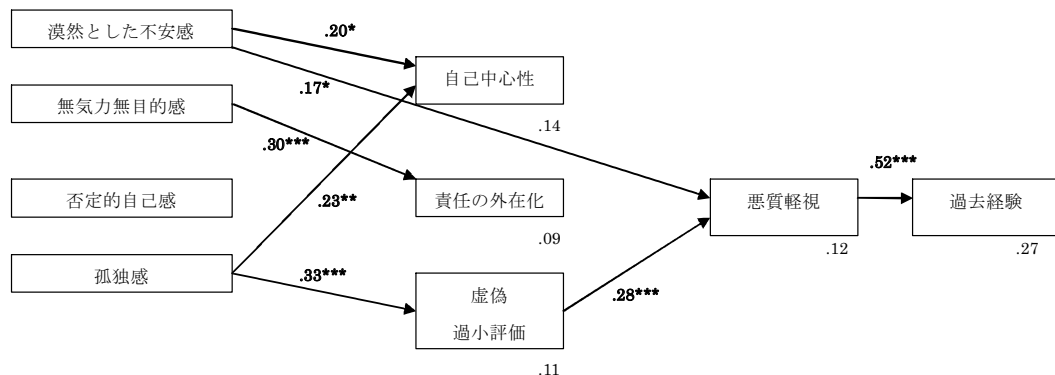 漠然とした不安感
.20*
自己中心性
.17*
無気力無目的感
.14
.30***
.52***
否定的自己感
.23**
責任の外在化
悪質軽視
過去経験
.09
.12
.27
孤独感
.33***
虚偽
過小評価
.28***
.11